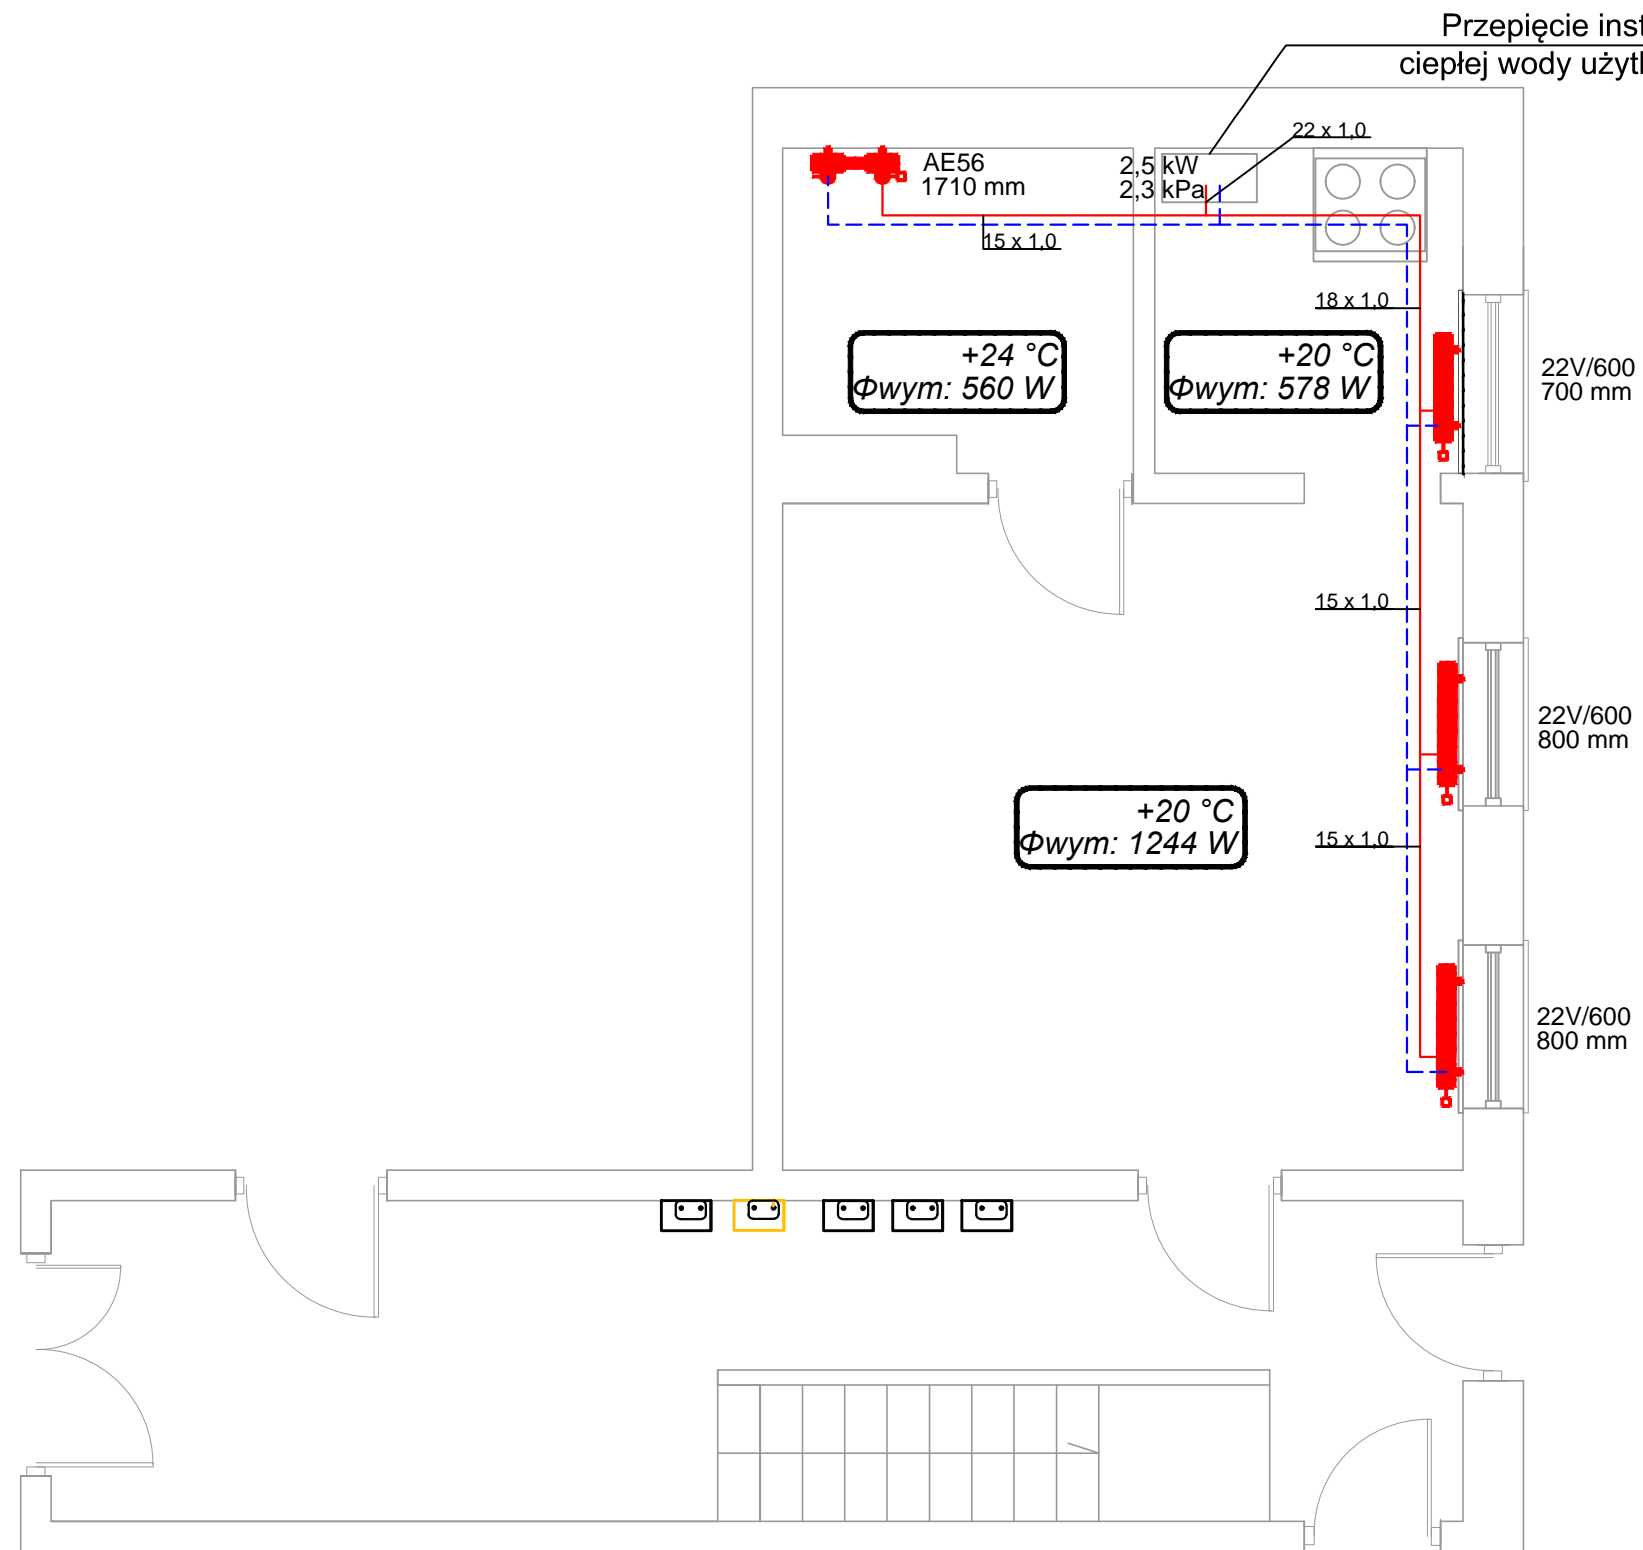 Przepięcie inst
ciepłej wody użyt
22 x 1,0
AE56
1710 mm
2,5 kW
2,3 kPa
15 x 1,0
18 x 1,0
+24 °C
Φwym: 560 W
+20 °C
Φwym: 578 W
22V/600
700 mm
15 x 1,0
22V/600
800 mm
+20 °C
Φwym: 1244 W
15 x 1,0
22V/600
800 mm